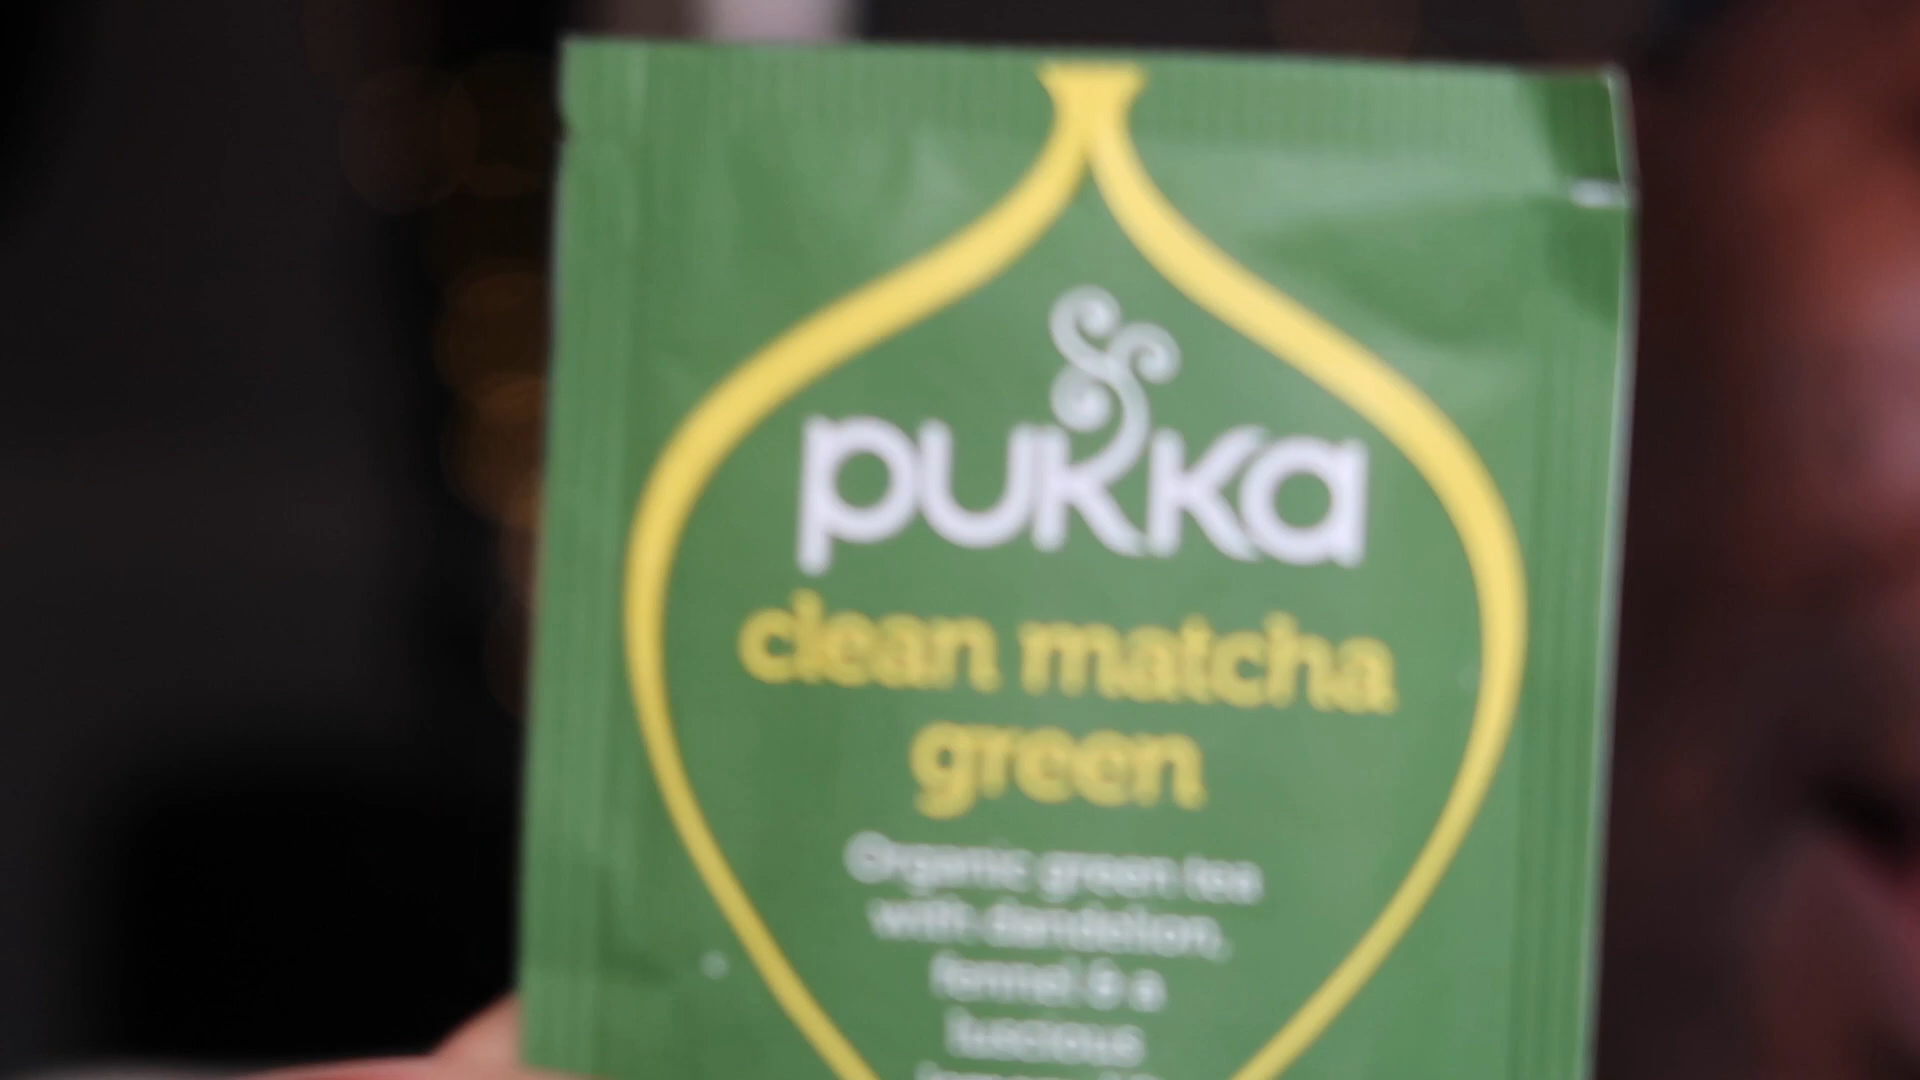 pukka
clean matcha
green
Organic green tea
with dandelion,
fennel & a
luscious